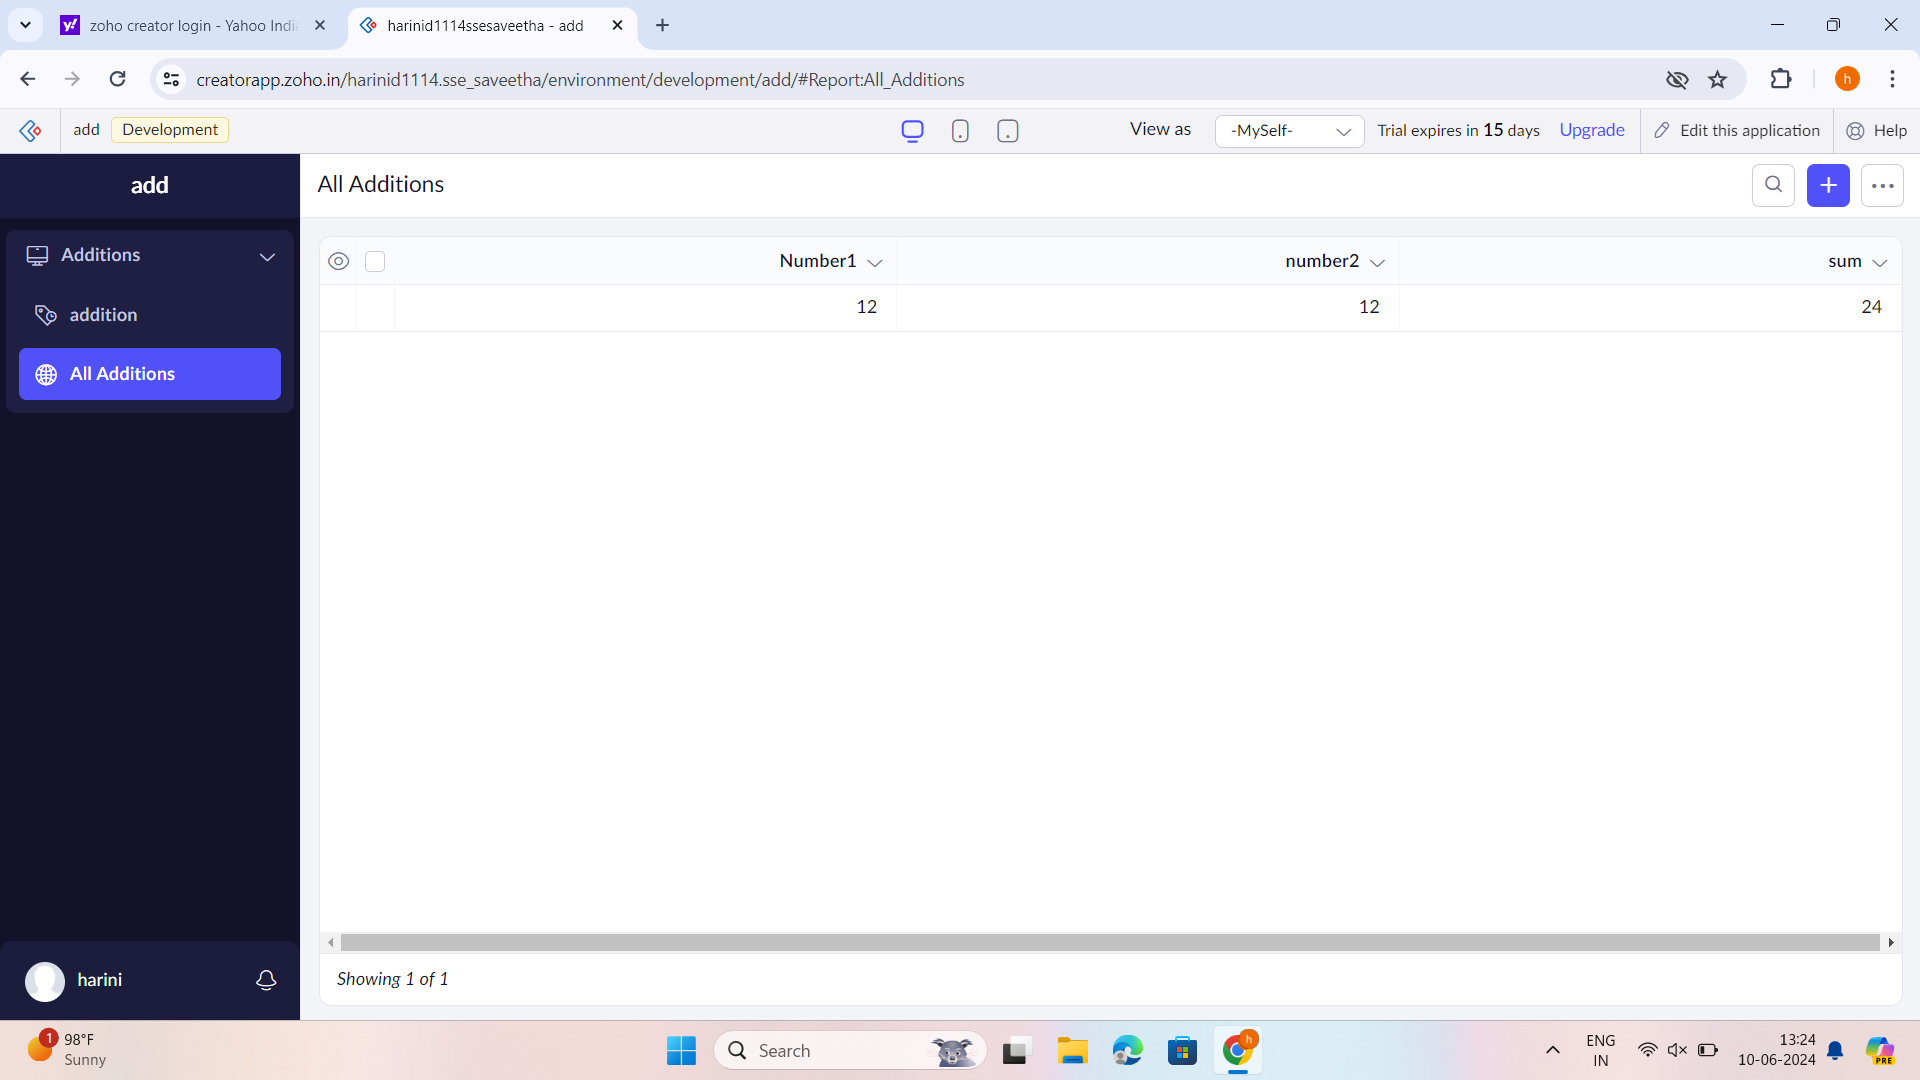 zoho creator login - Yahoo Indi
harinid1114ssesaveetha - add
creatorapp.zoho.in/harinid1114.sse_saveetha/environment/development/add/#Report:All_Additions
h
add
Development
View as
-MySelf-
Trial expires in 15 days
Upgrade
Edit this application
Help
add
All Additions
Additions
addition
All Additions
Number1
number2
sum
12
12
24
Showing 1 of 1
harini
1
98°F
Sunny
Search
h
ENG
IN
13:24
10-06-2024
PRE